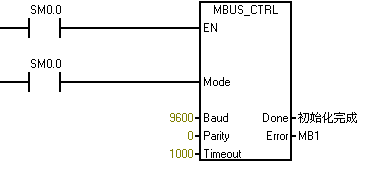 SM0.0
MBUS_CTRL
EN
SM0.0
Mode
9600 Baud Done 初始化完成
0 Parity Error MB1
1000 Timeout